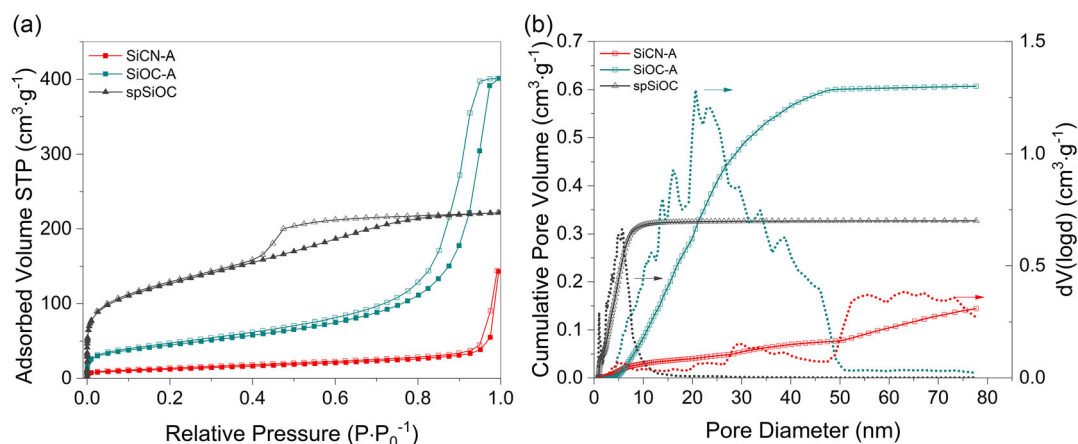 (a)
SiCN-A
SiOC-A
spSiOC
400
300
200
100
0
0.0 0.2 0.4 0.6 0.8 1.0
Adsorbed Volume STP (cm³·g⁻¹)
Relative Pressure (P·P₀⁻¹)
(b)
SiCN-A
SiOC-A
spSiOC
0.7
0.6
0.5
0.4
0.3
0.2
0.1
0.0
0 10 20 30 40 50 60 70 80
1.5
1.0
0.5
0.0
Cumulative Pore Volume (cm³·g⁻¹)
Pore Diameter (nm)
dV(logd) (cm³·g⁻¹)